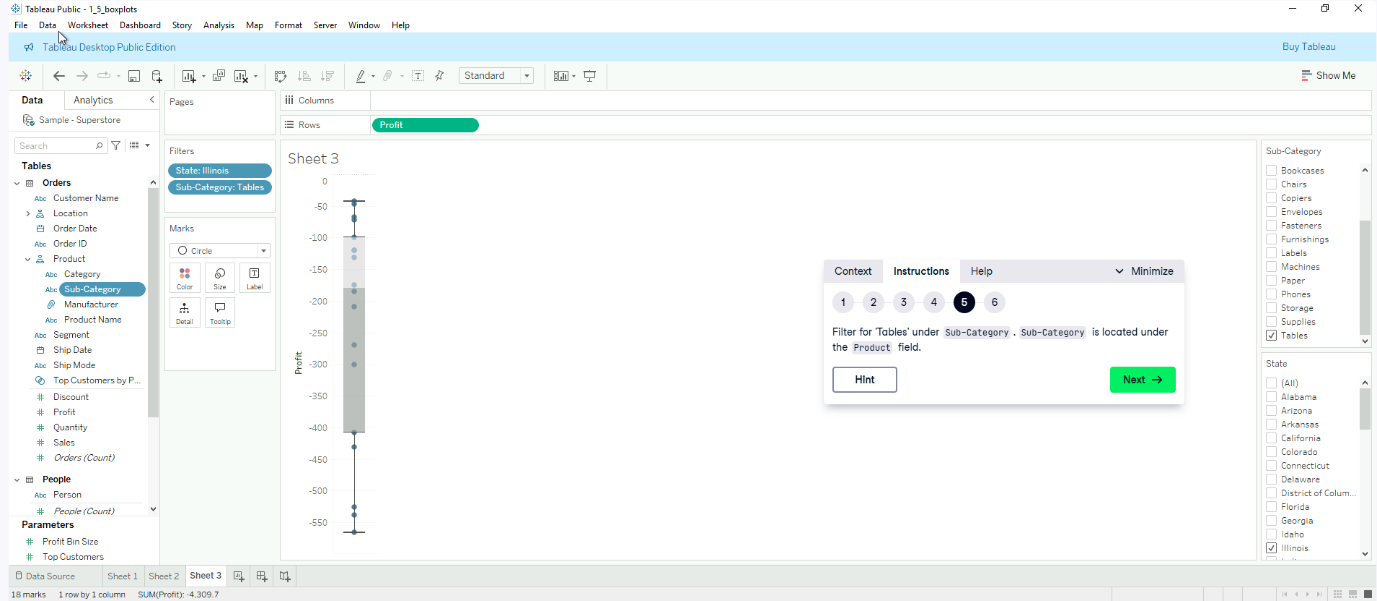 Tableau Public - 1_5_boxplots
File Data Worksheet Dashboard Story Analysis Map Format Server Window Help
Tableau Desktop Public Edition
Buy Tableau
Standard
Show Me
Data
Analytics
Sample - Superstore
Search
Tables
Orders
Abc Customer Name
Location
Order Date
Abc Order ID
Product
Abc Category
Abc Sub-Category
Manufacturer
Abc Product Name
Abc Segment
Ship Date
Abc Ship Mode
Top Customers by P...
# Discount
# Profit
# Quantity
# Sales
# Orders (Count)
People
Abc Person
# People (Count)
Parameters
# Profit Bin Size
# Top Customers
Pages
Filters
State: Illinois
Sub-Category: Tables
Marks
Circle
Color
Size
Label
Detail
Tooltip
Columns
Rows
Profit
Sheet 3
Profit
0
-50
-100
-150
-200
-250
-300
-350
-400
-450
-500
-550
Context
Instructions
Help
Minimize
1 2 3 4 5 6
Filter for 'Tables' under Sub-Category . Sub-Category is located under
the Product field.
HInt
Next →
Sub-Category
Bookcases
Chairs
Copiers
Envelopes
Fasteners
Furnishings
Labels
Machines
Paper
Phones
Storage
Supplies
Tables
State
(All)
Alabama
Arizona
Arkansas
California
Colorado
Connecticut
Delaware
District of Colum...
Florida
Georgia
Idaho
Illinois
Data Source
Sheet 1
Sheet 2
Sheet 3
18 marks
1 row by 1 column
SUM(Profit): -4,309.7